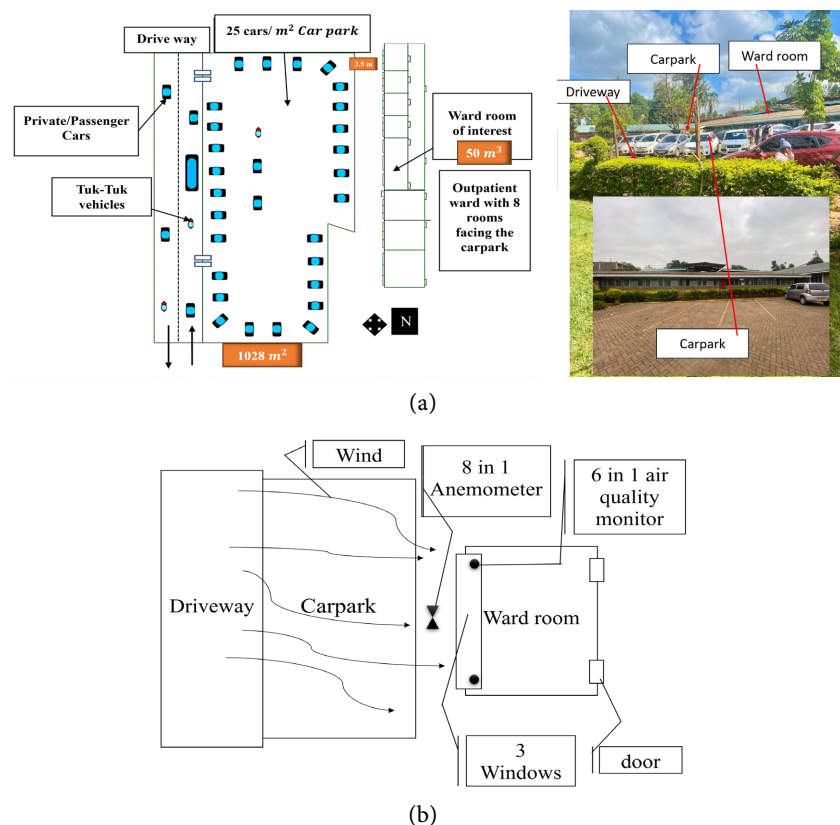 Drive way
25 cars/ m² Car park
3.5 m
Private/Passenger
Cars
Ward room
of interest
50 m³
Tuk-Tuk
vehicles
Outpatient
ward with 8
rooms
facing the
carpark
N
1028 m²
Carpark
Ward room
Driveway
Carpark
(a)
Wind
8 in 1
Anemometer
6 in 1 air
quality
monitor
Driveway
Carpark
Ward room
3
Windows
door
(b)